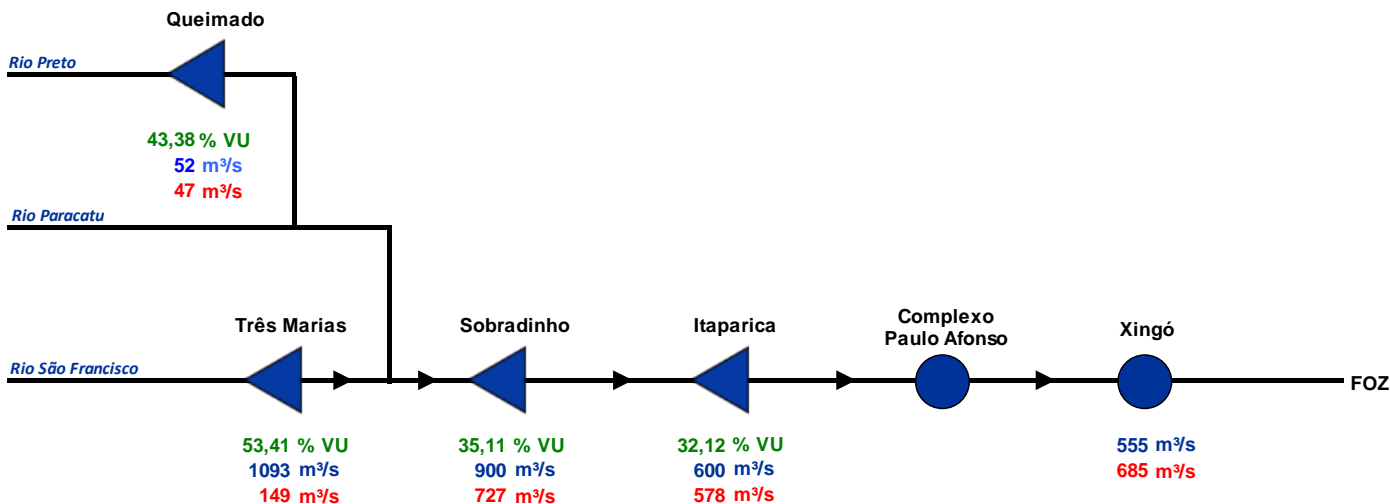 Queimado
Rio Preto
43,38 % VU
52 m³/s
47 m³/s
Rio Paracatu
Três Marias
Sobradinho
Itaparica
Complexo
Paulo Afonso
Xingó
Rio São Francisco
FOZ
53,41 % VU
1093 m³/s
149 m³/s
35,11 % VU
900 m³/s
727 m³/s
32,12 % VU
600 m³/s
578 m³/s
555 m³/s
685 m³/s